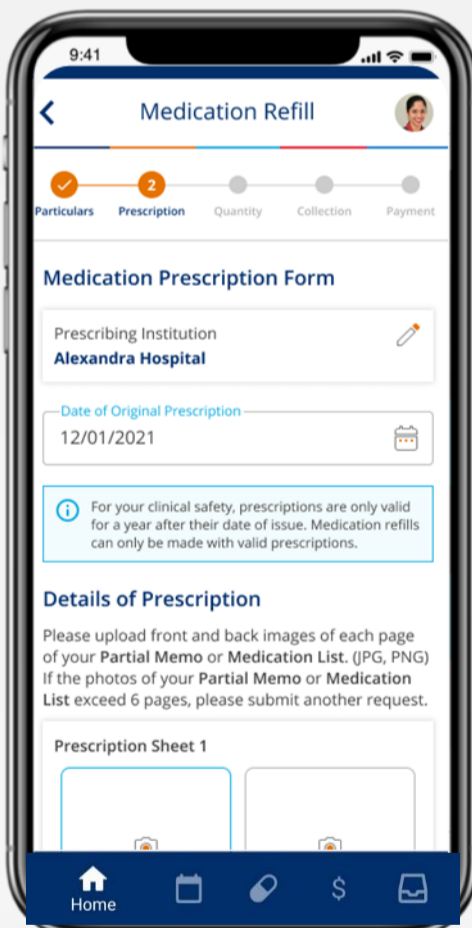 9:41
Medication Refill
Particulars
2
Prescription
Quantity
Collection
Payment
Medication Prescription Form
Prescribing Institution
Alexandra Hospital
Date of Original Prescription
12/01/2021
For your clinical safety, prescriptions are only valid
for a year after their date of issue. Medication refills
can only be made with valid prescriptions.
Details of Prescription
Please upload front and back images of each page
of your Partial Memo or Medication List. (JPG, PNG)
If the photos of your Partial Memo or Medication
List exceed 6 pages, please submit another request.
Prescription Sheet 1
Home
$